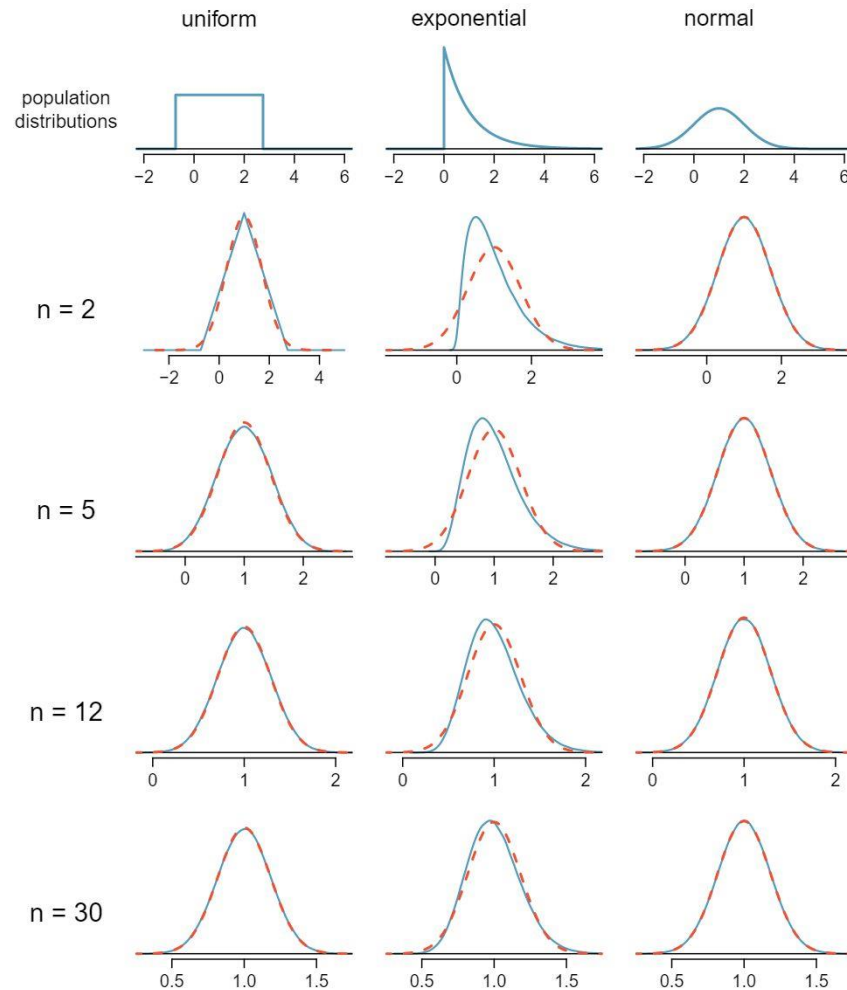 uniform exponential normal
population
distributions
−2 0 2 4 6 −2 0 2 4 6 −2 0 2 4 6
n = 2
−2 0 2 4 0 2 0 2
n = 5
0 1 2 0 1 2 0 1 2
n = 12
0 1 2 0 1 2 0 1 2
n = 30
0.5 1.0 1.5 0.5 1.0 1.5 0.5 1.0 1.5